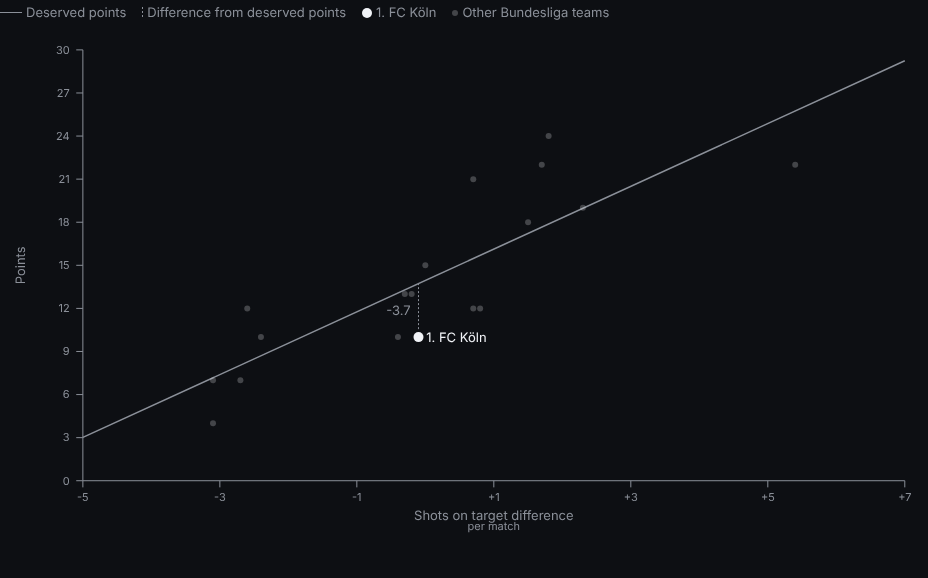 Deserved points Difference from deserved points 1. FC Köln Other Bundesliga teams
30
27
24
21
18
15
12
9
6
3
0
Points
-3.7
1. FC Köln
-5 -3 -1 +1 +3 +5 +7
Shots on target difference
per match